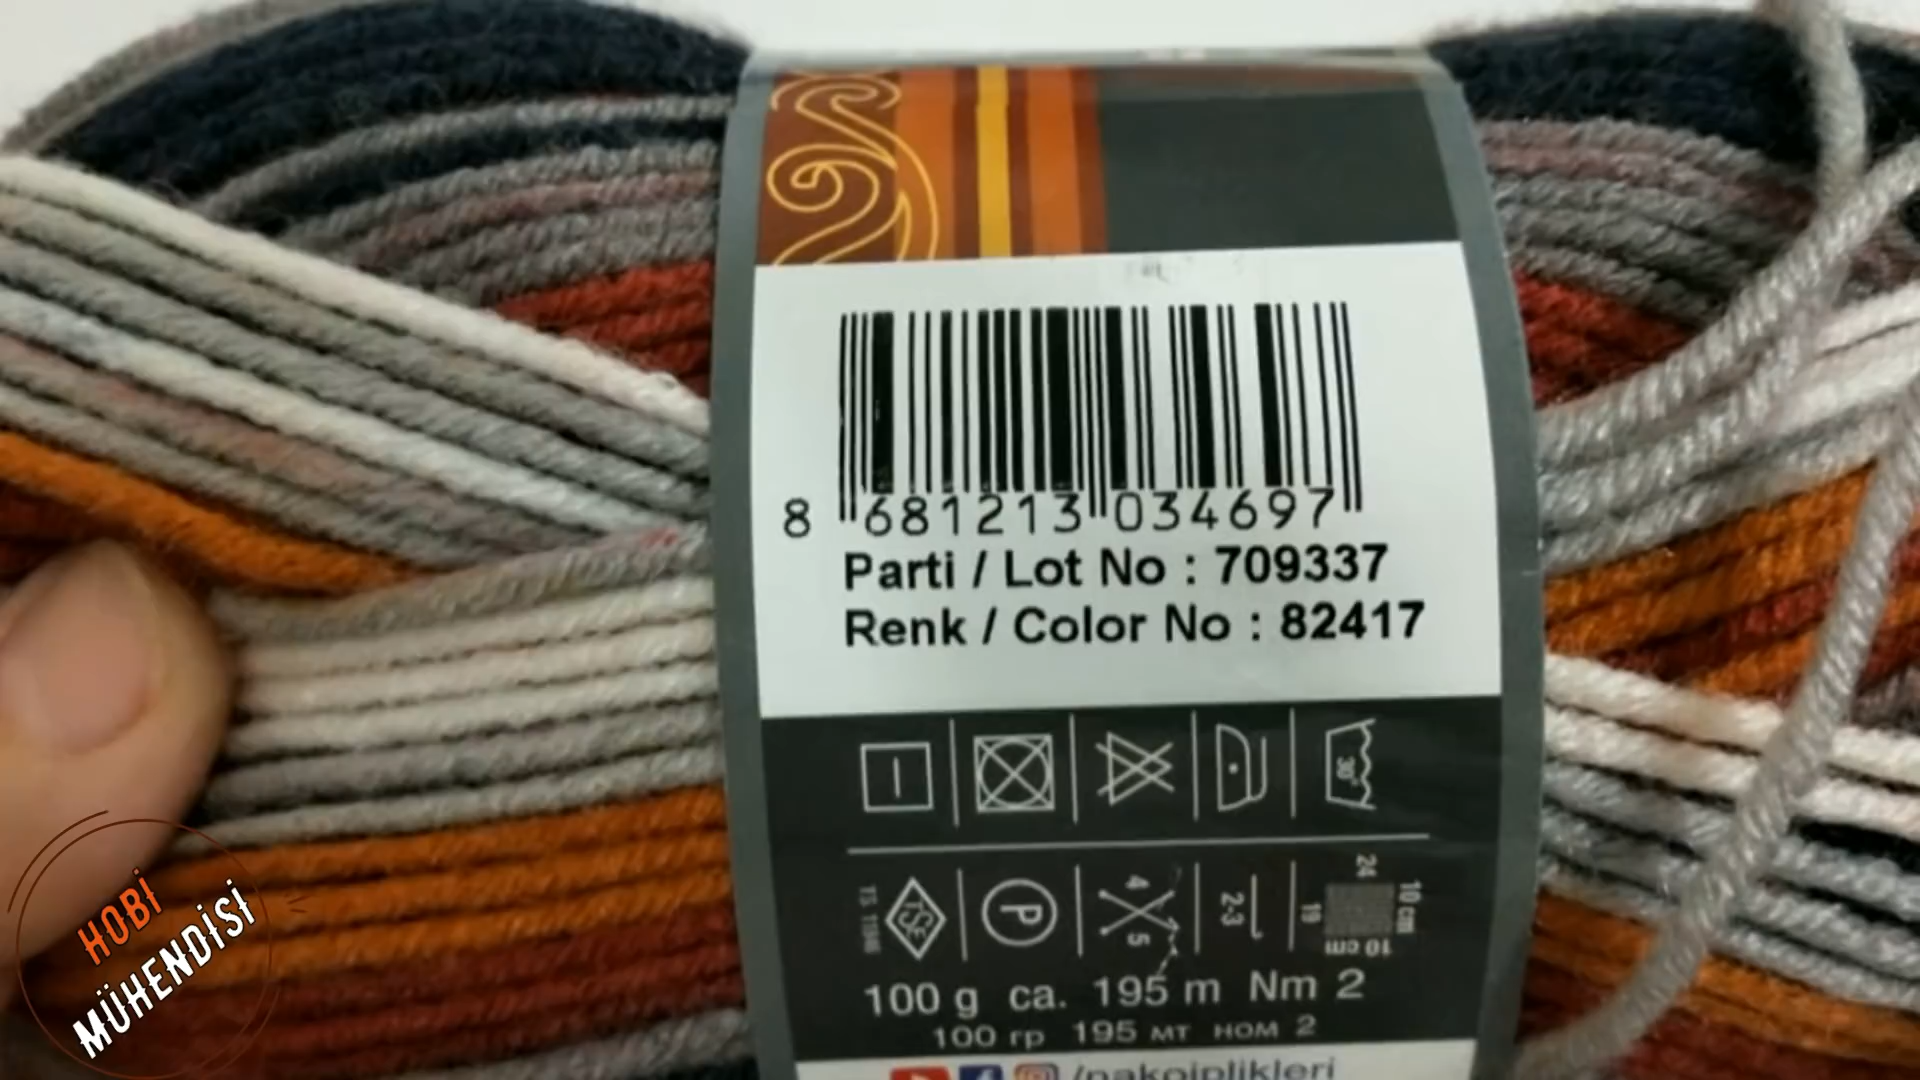 8 681213 034697
Parti / Lot No : 709337
Renk / Color No : 82417
30°
TSE
P
4
5
2-3
24
19
10 cm
10 cm
100 g ca. 195 m Nm 2
100 гр 195 мт ном 2
/nakoiplikleri
HOBİ
MÜHENDİSİ